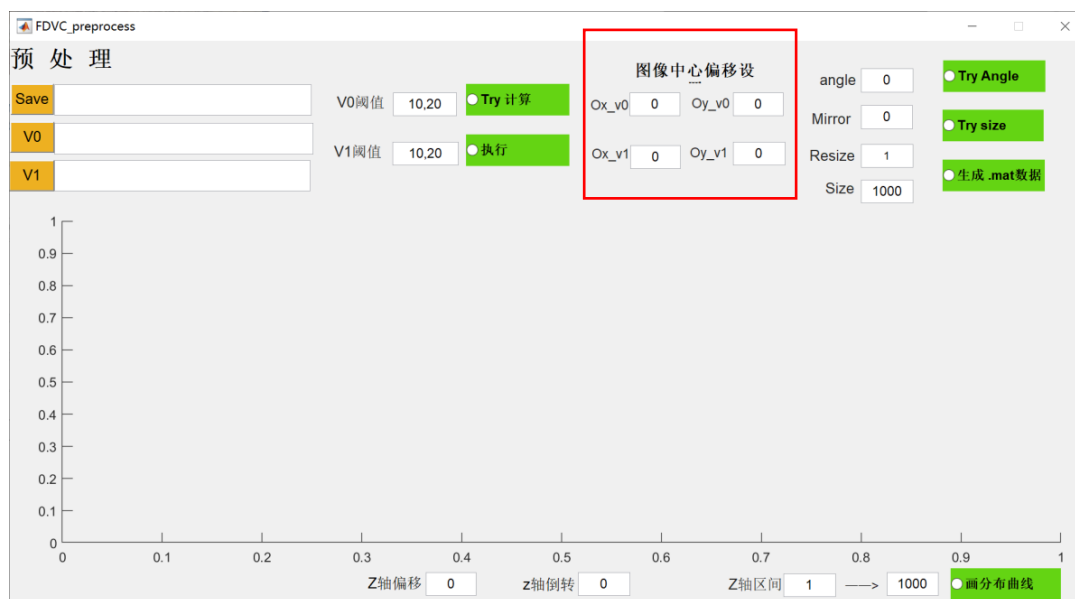 FDVC_preprocess
预 处 理
Save
V0
V1
V0阈值 10,20 Try 计算
V1阈值 10,20 执行
图像中心偏移设
...
Ox_v0 0 Oy_v0 0
Ox_v1 0 Oy_v1 0
angle 0 Try Angle
Mirror 0 Try size
Resize 1 生成 .mat数据
Size 1000
1
0.9
0.8
0.7
0.6
0.5
0.4
0.3
0.2
0.1
0
0 0.1 0.2 0.3 0.4 0.5 0.6 0.7 0.8 0.9 1
Z轴偏移 0 z轴倒转 0 Z轴区间 1 ——> 1000 画分布曲线